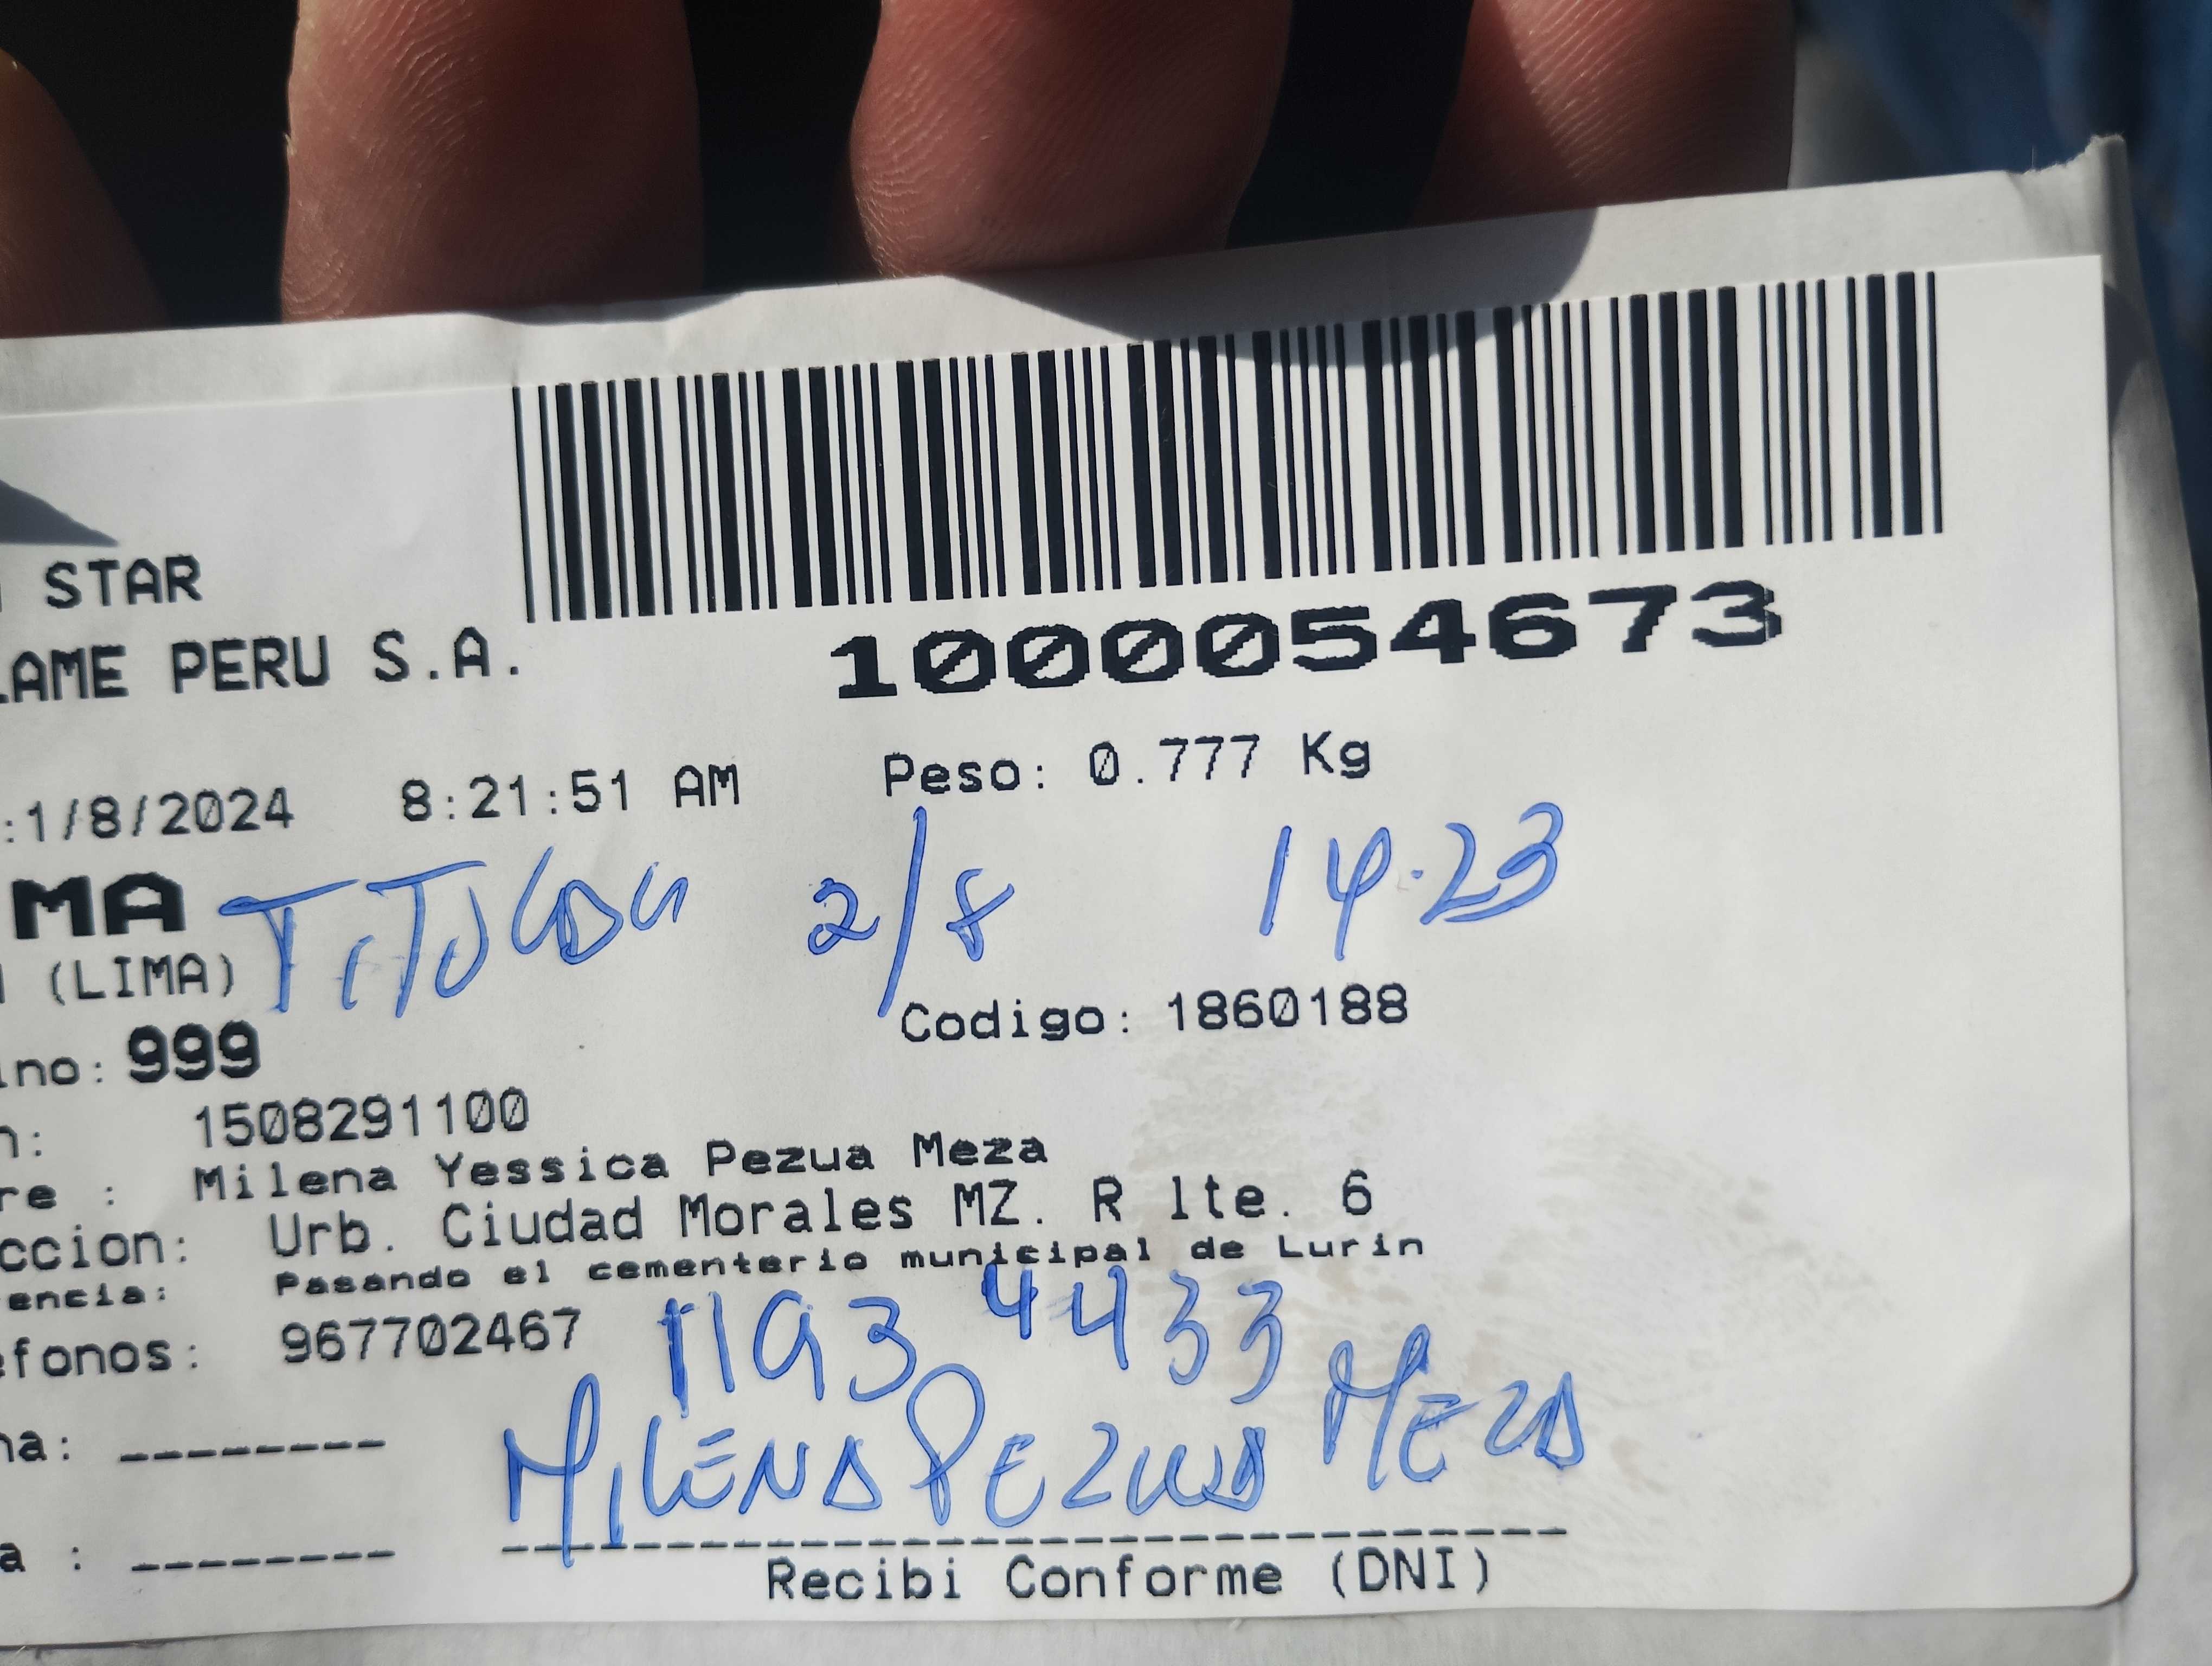 1000054673
STAR
LAME PERU S.A.
:1/8/2024 8:21:51 AM Peso: 0.777 Kg
MA TITULAR 2/8 14.23
(LIMA) Codigo: 1860188
ino: 999
n: 1508291100
re : Milena Yessica Pezua Meza
ccion: Urb. Ciudad Morales MZ. R lte. 6
encia: Pasando el cementerio municipal de Lurin
efonos: 967702467 4433
na: --------
MILENA PEZUA MEZA
a : --------
Recibi Conforme (DNI)